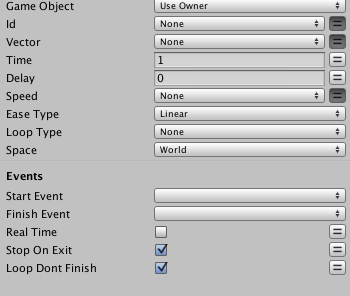 Game Object Use Owner
Id None
Vector None
Time 1
Delay 0
Speed None
Ease Type Linear
Loop Type None
Space World
Events
Start Event
Finish Event
Real Time
Stop On Exit
Loop Dont Finish